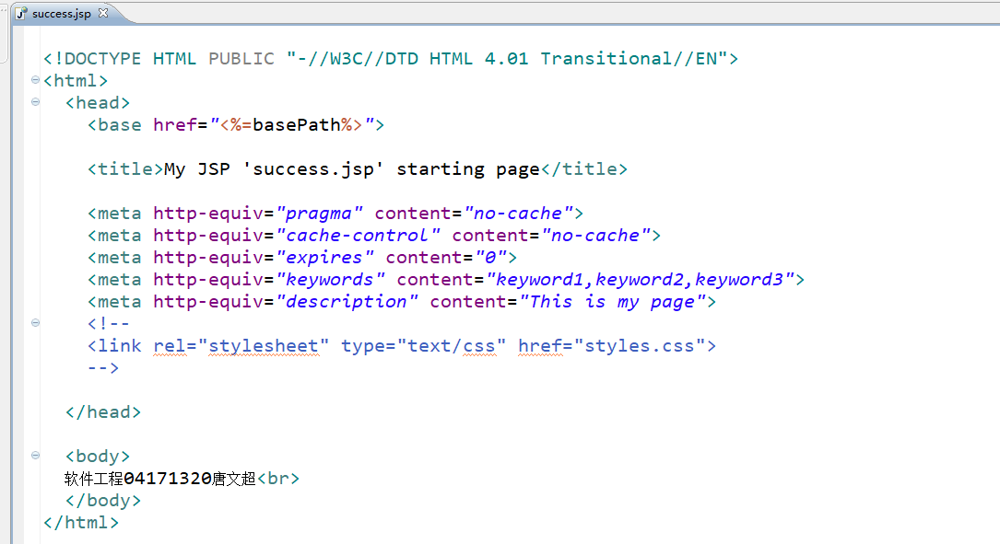 success.jsp
<!DOCTYPE HTML PUBLIC "-//W3C//DTD HTML 4.01 Transitional//EN">
<html>
<head>
<base href="<%=basePath%>">
<title>My JSP 'success.jsp' starting page</title>
<meta http-equiv="pragma" content="no-cache">
<meta http-equiv="cache-control" content="no-cache">
<meta http-equiv="expires" content="0">
<meta http-equiv="keywords" content="keyword1,keyword2,keyword3">
<meta http-equiv="description" content="This is my page">
<!--
<link rel="stylesheet" type="text/css" href="styles.css">
-->
</head>
<body>
软件工程04171320唐文超<br>
</body>
</html>